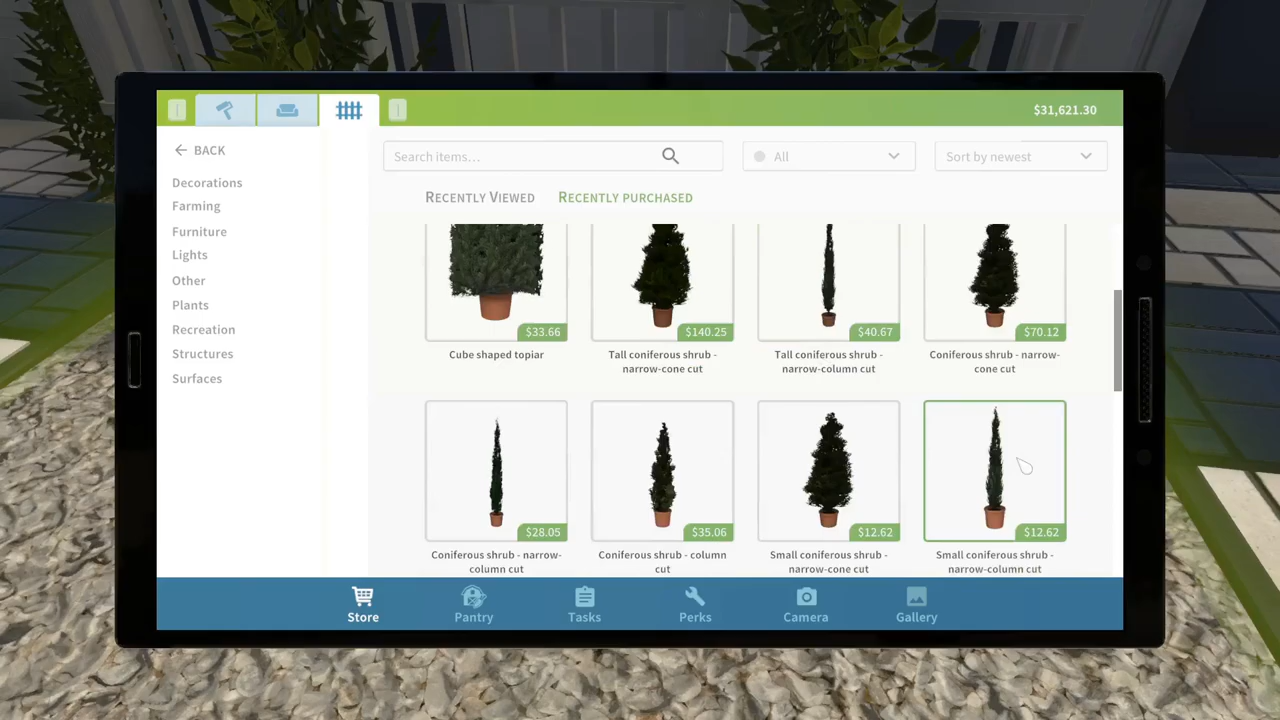 $31,621.30
BACK
Search items...
All
Sort by newest
Decorations
Farming
Furniture
Lights
Other
Plants
Recreation
Structures
Surfaces
RECENTLY VIEWED
RECENTLY PURCHASED
$33.66
$140.25
$40.67
$70.12
Cube shaped topiar
Tall coniferous shrub -
narrow-cone cut
Tall coniferous shrub -
narrow-column cut
Coniferous shrub - narrow-
cone cut
$28.05
$35.06
$12.62
$12.62
Coniferous shrub - narrow-
column cut
Coniferous shrub - column
cut
Small coniferous shrub -
narrow-cone cut
Small coniferous shrub -
narrow-column cut
Store
Pantry
Tasks
Perks
Camera
Gallery